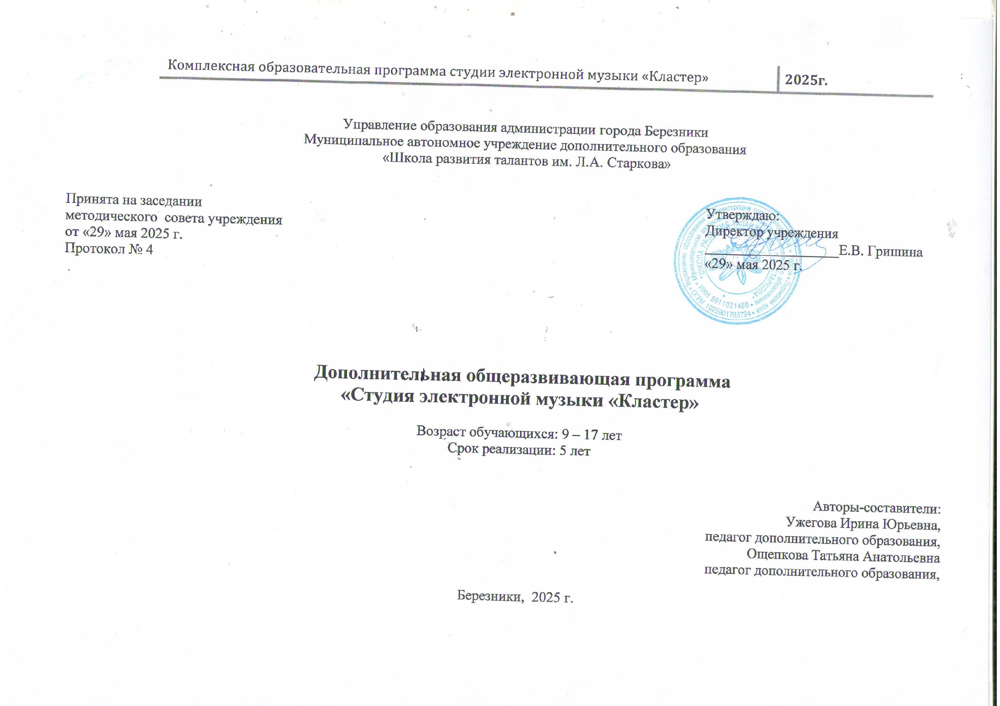 Комплексная образовательная программа студии электронной музыки «Кластер» 2025г.
Управление образования администрации города Березники
Муниципальное автономное учреждение дополнительного образования
«Школа развития талантов им. Л.А. Старкова»
Принята на заседании
методического совета учреждения
от «29» мая 2025 г.
Протокол № 4
Утверждаю:
Директор учреждения
Е.В. Гришина
«29» мая 2025 г.
ИНН 5911021460
ОГРН 1025901703794
Дополнительная общеразвивающая программа
«Студия электронной музыки «Кластер»
Возраст обучающихся: 9 – 17 лет
Срок реализации: 5 лет
Авторы-составители:
Ужегова Ирина Юрьевна,
педагог дополнительного образования,
Ощепкова Татьяна Анатольевна
педагог дополнительного образования,
Березники, 2025 г.